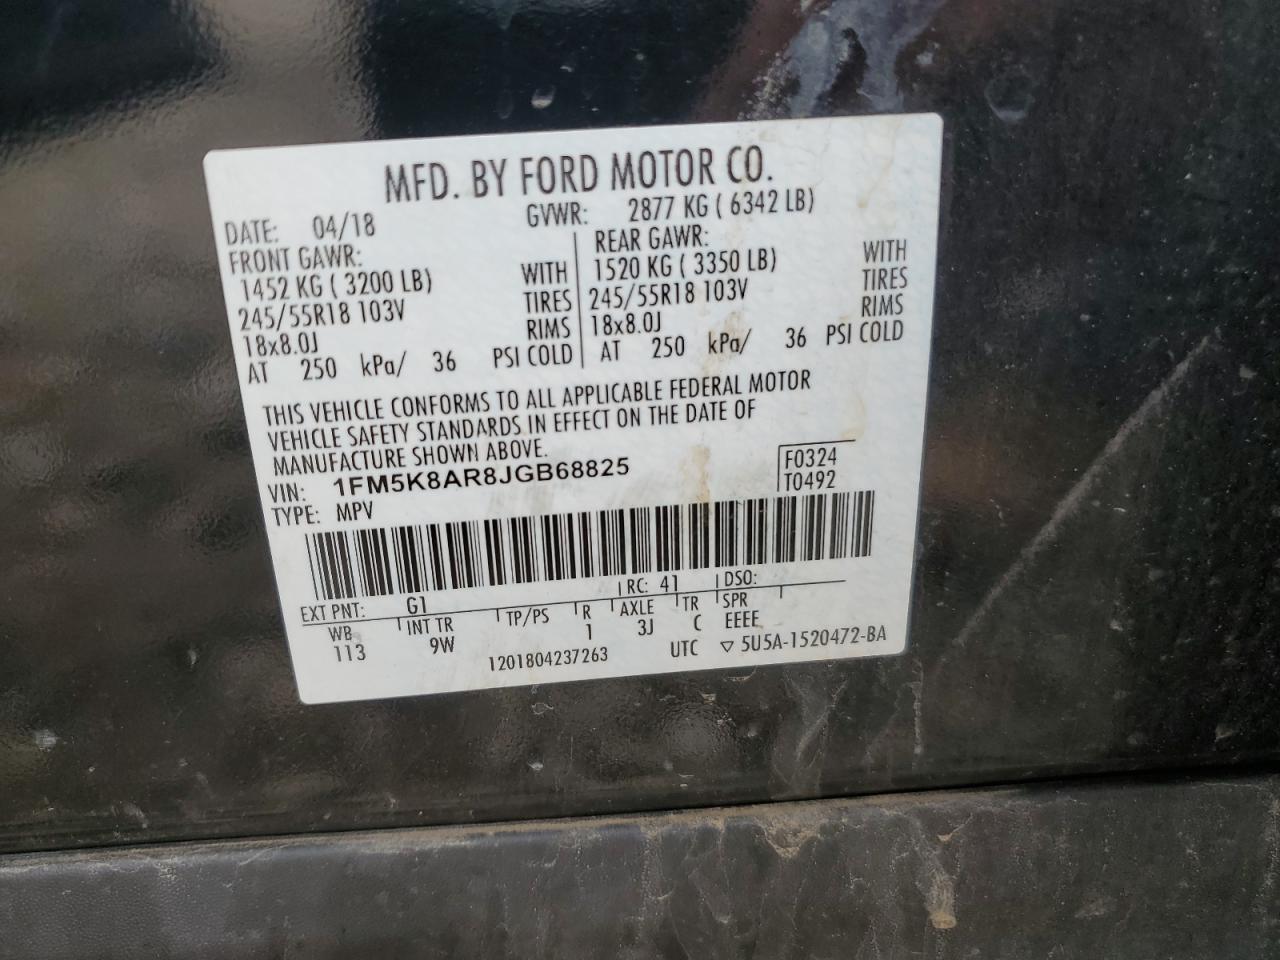 MFD. BY FORD MOTOR CO.
DATE: 04/18 GVWR: 2877 KG ( 6342 LB)
FRONT GAWR: REAR GAWR:
1452 KG ( 3200 LB) WITH 1520 KG ( 3350 LB) WITH
245/55R18 103V TIRES 245/55R18 103V TIRES
18x8.0J RIMS 18x8.0J RIMS
AT 250 kPa/ 36 PSI COLD AT 250 kPa/ 36 PSI COLD
THIS VEHICLE CONFORMS TO ALL APPLICABLE FEDERAL MOTOR
VEHICLE SAFETY STANDARDS IN EFFECT ON THE DATE OF
MANUFACTURE SHOWN ABOVE.
VIN: 1FM5K8AR8JGB68825 F0324
TYPE: MPV T0492
EXT PNT: G1 RC: 41 DSO:
WB INT TR TP/PS R AXLE TR SPR
113 9W 1 3J C EEEE
1201804237263 UTC ▽ 5U5A-1520472-BA